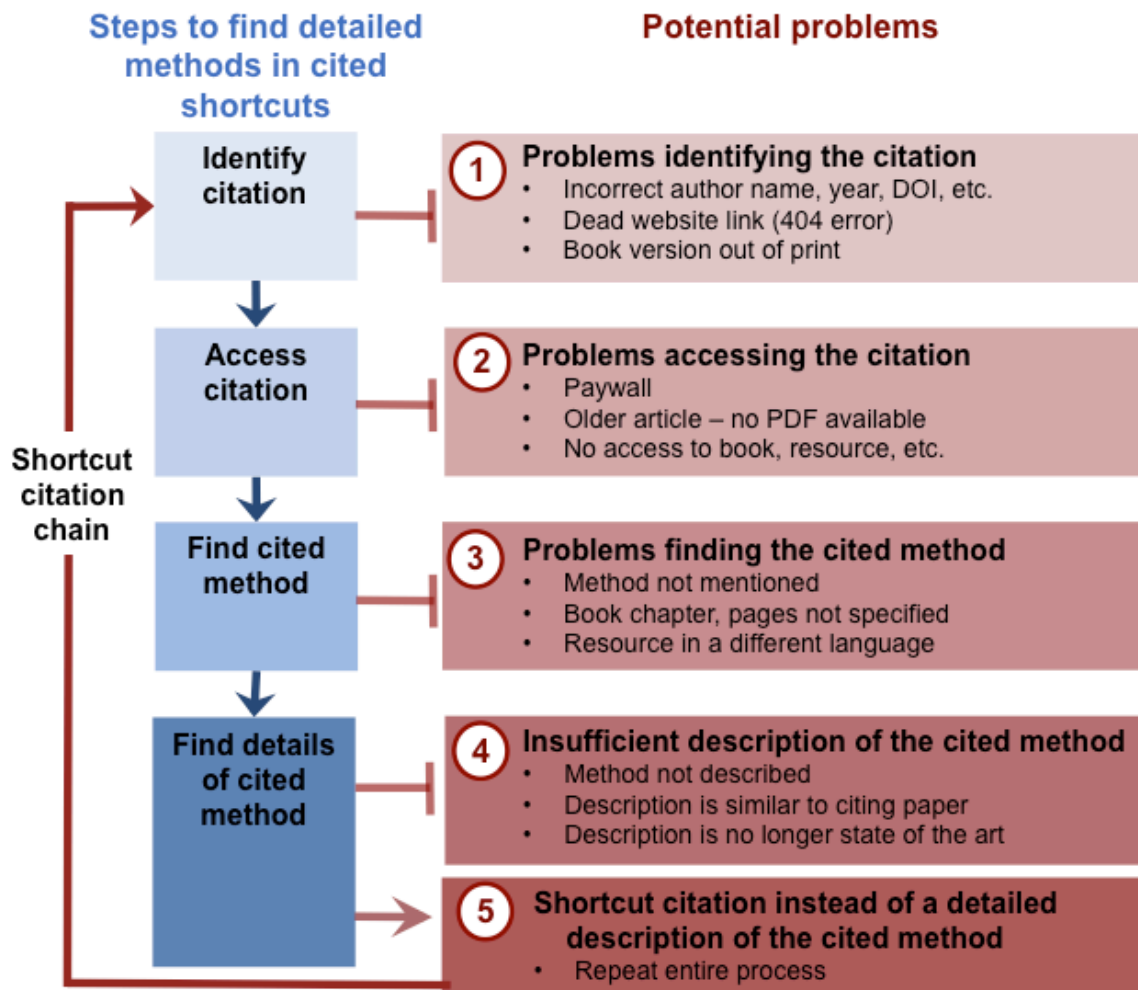 Steps to find detailed
methods in cited
shortcuts
Potential problems
Identify
citation
1
Problems identifying the citation
• Incorrect author name, year, DOI, etc.
• Dead website link (404 error)
• Book version out of print
Access
citation
2
Problems accessing the citation
• Paywall
• Older article – no PDF available
• No access to book, resource, etc.
Shortcut
citation
chain
Find cited
method
3
Problems finding the cited method
• Method not mentioned
• Book chapter, pages not specified
• Resource in a different language
Find details
of cited
method
4
Insufficient description of the cited method
• Method not described
• Description is similar to citing paper
• Description is no longer state of the art
5
Shortcut citation instead of a detailed
description of the cited method
• Repeat entire process